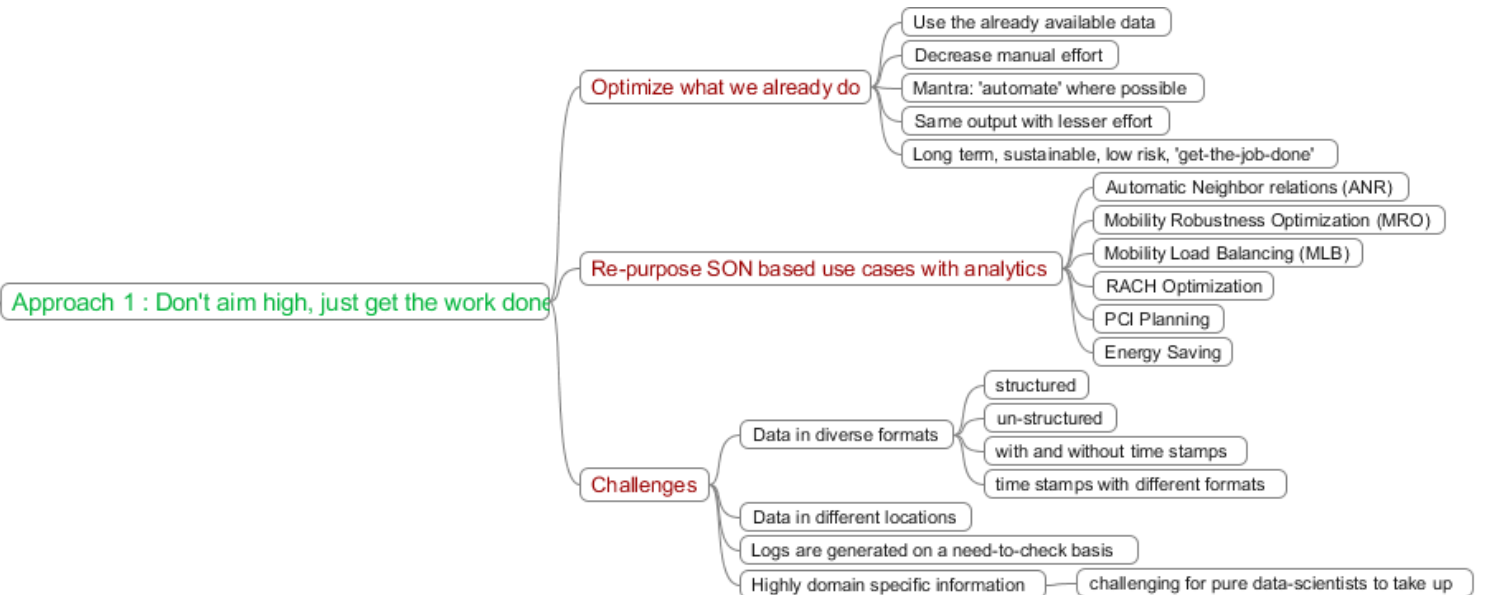 Approach 1 : Don't aim high, just get the work done
Optimize what we already do
Use the already available data
Decrease manual effort
Mantra: 'automate' where possible
Same output with lesser effort
Long term, sustainable, low risk, 'get-the-job-done'
Re-purpose SON based use cases with analytics
Automatic Neighbor relations (ANR)
Mobility Robustness Optimization (MRO)
Mobility Load Balancing (MLB)
RACH Optimization
PCI Planning
Energy Saving
Challenges
Data in diverse formats
structured
un-structured
with and without time stamps
time stamps with different formats
Data in different locations
Logs are generated on a need-to-check basis
Highly domain specific information
challenging for pure data-scientists to take up